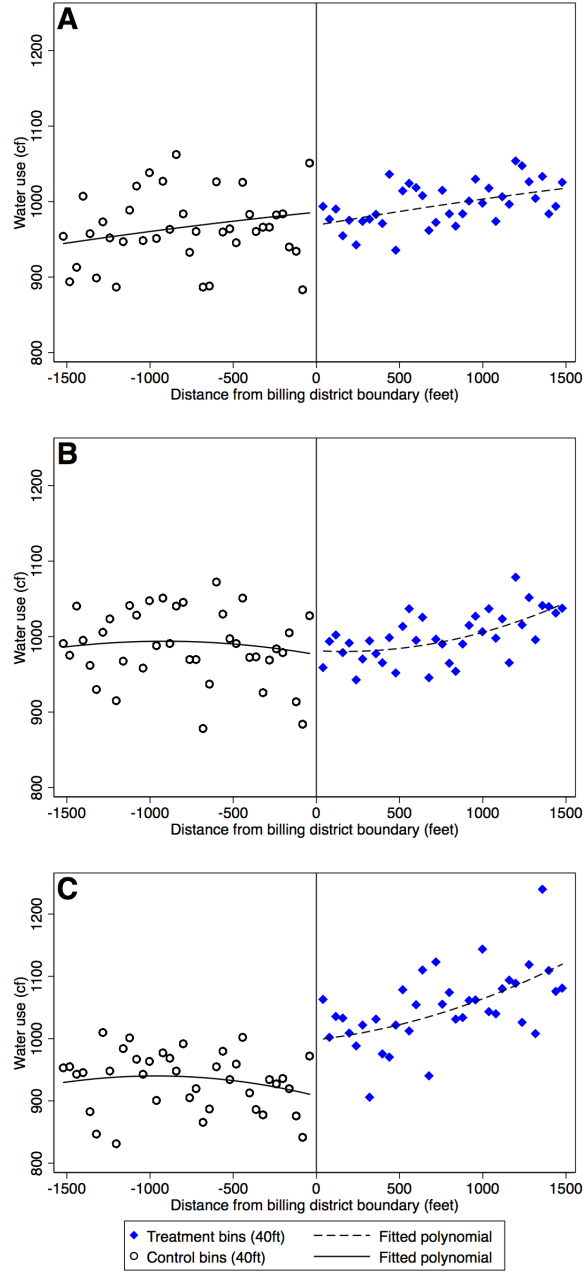 A
1200
1100
1000
900
800
Water use (cf)
-1500 -1000 -500 0 500 1000 1500
Distance from billing district boundary (feet)
B
1200
1100
1000
900
800
Water use (cf)
-1500 -1000 -500 0 500 1000 1500
Distance from billing district boundary (feet)
C
1200
1100
1000
900
800
Water use (cf)
-1500 -1000 -500 0 500 1000 1500
Distance from billing district boundary (feet)
Treatment bins (40ft) Fitted polynomial
Control bins (40ft) Fitted polynomial